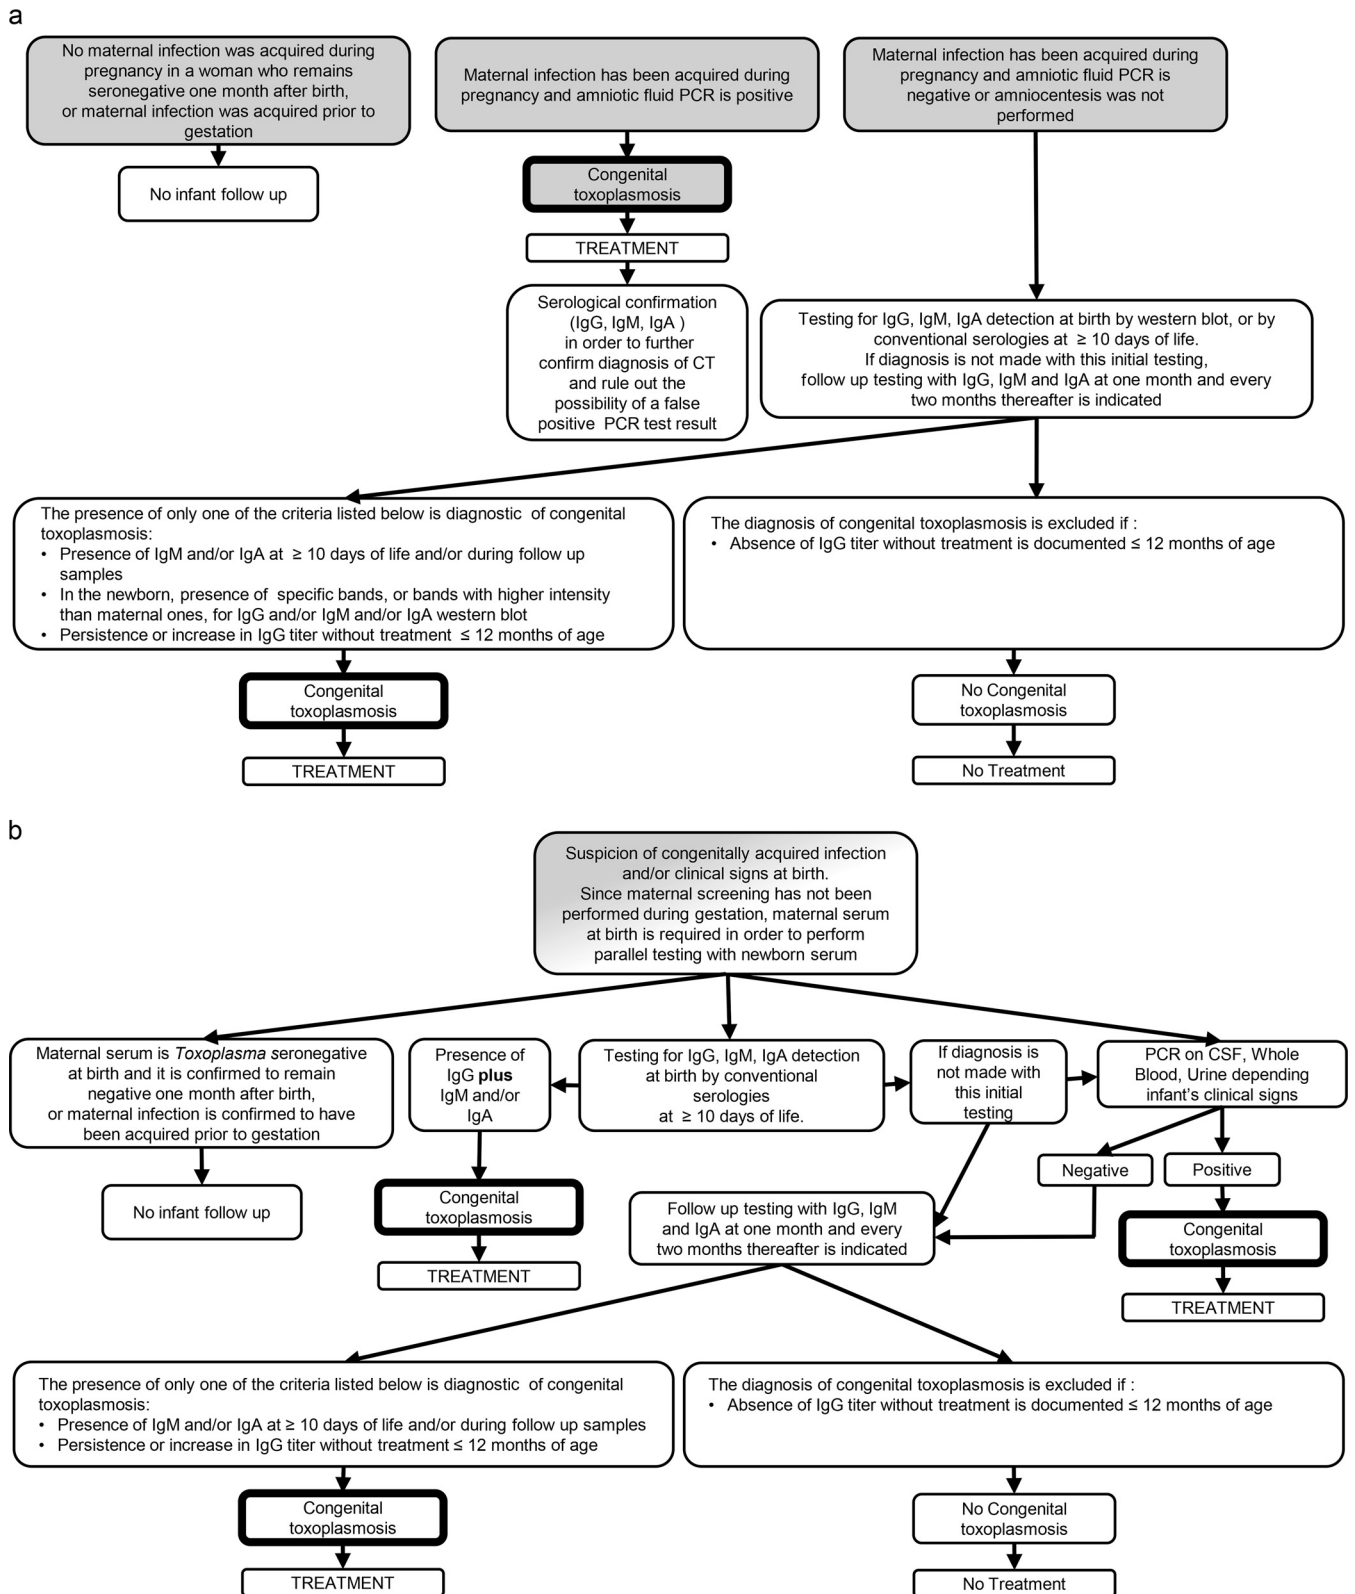 a
No maternal infection was acquired during
pregnancy in a woman who remains
seronegative one month after birth,
or maternal infection was acquired prior to
gestation
No infant follow up
Maternal infection has been acquired during
pregnancy and amniotic fluid PCR is positive
Congenital
toxoplasmosis
TREATMENT
Serological confirmation
(IgG, IgM, IgA )
in order to further
confirm diagnosis of CT
and rule out the
possibility of a false
positive PCR test result
Maternal infection has been acquired during
pregnancy and amniotic fluid PCR is
negative or amniocentesis was not
performed
Testing for IgG, IgM, IgA detection at birth by western blot, or by
conventional serologies at ≥ 10 days of life.
If diagnosis is not made with this initial testing,
follow up testing with IgG, IgM and IgA at one month and every
two months thereafter is indicated
The presence of only one of the criteria listed below is diagnostic of congenital
toxoplasmosis:
• Presence of IgM and/or IgA at ≥ 10 days of life and/or during follow up
samples
• In the newborn, presence of specific bands, or bands with higher intensity
than maternal ones, for IgG and/or IgM and/or IgA western blot
• Persistence or increase in IgG titer without treatment ≤ 12 months of age
Congenital
toxoplasmosis
TREATMENT
The diagnosis of congenital toxoplasmosis is excluded if :
• Absence of IgG titer without treatment is documented ≤ 12 months of age
No Congenital
toxoplasmosis
No Treatment
b
Suspicion of congenitally acquired infection
and/or clinical signs at birth.
Since maternal screening has not been
performed during gestation, maternal serum
at birth is required in order to perform
parallel testing with newborn serum
Maternal serum is Toxoplasma seronegative
at birth and it is confirmed to remain
negative one month after birth,
or maternal infection is confirmed to have
been acquired prior to gestation
No infant follow up
Presence of
IgG plus
IgM and/or
IgA
Congenital
toxoplasmosis
TREATMENT
Testing for IgG, IgM, IgA detection
at birth by conventional
serologies
at ≥ 10 days of life.
If diagnosis is
not made with
this initial
testing
PCR on CSF, Whole
Blood, Urine depending
infant's clinical signs
Negative
Positive
Congenital
toxoplasmosis
TREATMENT
Follow up testing with IgG, IgM
and IgA at one month and every
two months thereafter is indicated
The presence of only one of the criteria listed below is diagnostic of congenital
toxoplasmosis:
• Presence of IgM and/or IgA at ≥ 10 days of life and/or during follow up samples
• Persistence or increase in IgG titer without treatment ≤ 12 months of age
Congenital
toxoplasmosis
TREATMENT
The diagnosis of congenital toxoplasmosis is excluded if :
• Absence of IgG titer without treatment is documented ≤ 12 months of age
No Congenital
toxoplasmosis
No Treatment